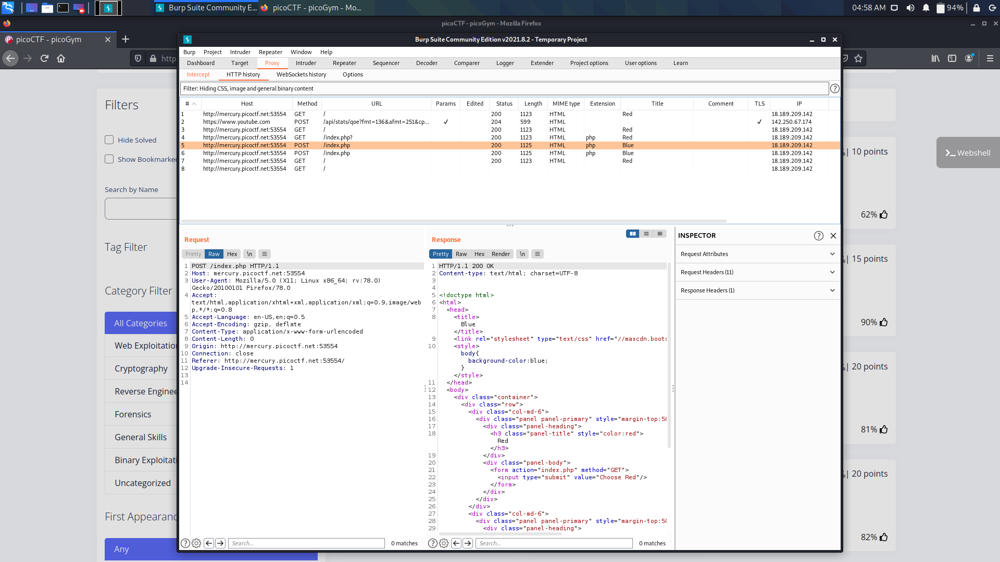 Burp Suite Community E...
picoCTF - picoGym - Mo...
04:58 AM
94%
picoCTF - picoGym - Mozilla Firefox
picoCTF - picoGym
http
Burp Suite Community Edition v2021.8.2 - Temporary Project
Burp Project Intruder Repeater Window Help
Dashboard Target Proxy Intruder Repeater Sequencer Decoder Comparer Logger Extender Project options User options Learn
Intercept HTTP history WebSockets history Options
Filter: Hiding CSS, image and general binary content
# Host Method URL Params Edited Status Length MIME type Extension Title Comment TLS IP
1 http://mercury.picoctf.net:53554 GET / 200 1123 HTML Red 18.189.209.142
2 https://www.youtube.com POST /api/stats/qoe?fmt=136&afmt=251&cp... ✓ 204 599 HTML ✓ 142.250.67.174
3 http://mercury.picoctf.net:53554 GET / 200 1123 HTML Red 18.189.209.142
4 http://mercury.picoctf.net:53554 GET /index.php? 200 1123 HTML php Red 18.189.209.142
5 http://mercury.picoctf.net:53554 POST /index.php 200 1125 HTML php Blue 18.189.209.142
6 http://mercury.picoctf.net:53554 POST /index.php 200 1125 HTML php Blue 18.189.209.142
7 http://mercury.picoctf.net:53554 GET / 200 1123 HTML Red 18.189.209.142
8 http://mercury.picoctf.net:53554 GET / 18.189.209.142
Request
Pretty Raw Hex \n
1 POST /index.php HTTP/1.1
2 Host: mercury.picoctf.net:53554
3 User-Agent: Mozilla/5.0 (X11; Linux x86_64; rv:78.0)
Gecko/20100101 Firefox/78.0
4 Accept:
text/html,application/xhtml+xml,application/xml;q=0.9,image/web
p,*/*;q=0.8
5 Accept-Language: en-US,en;q=0.5
6 Accept-Encoding: gzip, deflate
7 Content-Type: application/x-www-form-urlencoded
8 Content-Length: 0
9 Origin: http://mercury.picoctf.net:53554
10 Connection: close
11 Referer: http://mercury.picoctf.net:53554/
12 Upgrade-Insecure-Requests: 1
13
14
Search...
0 matches
Response
Pretty Raw Hex Render \n
1 HTTP/1.1 200 OK
2 Content-type: text/html; charset=UTF-8
3
4
5 <!doctype html>
6 <html>
7 <head>
8 <title>
Blue
</title>
9 <link rel="stylesheet" type="text/css" href="//maxcdn.boots
10 <style>
body{
background-color:blue;
}
</style>
11 </head>
12 <body>
13 <div class="container">
14 <div class="row">
15 <div class="col-md-6">
16 <div class="panel panel-primary" style="margin-top:50
17 <div class="panel-heading">
18 <h3 class="panel-title" style="color:red">
Red
</h3>
19 </div>
20 <div class="panel-body">
21 <form action="index.php" method="GET">
22 <input type="submit" value="Choose Red"/>
23 </form>
24 </div>
25 </div>
26 </div>
27 <div class="col-md-6">
28 <div class="panel panel-primary" style="margin-top:50
29 <div class="panel-heading">
Search...
0 matches
INSPECTOR
Request Attributes
Request Headers (11)
Response Headers (1)
Filters
Hide Solved
Show Bookmarked
Search by Name
Tag Filter
Category Filter
All Categories
Web Exploitation
Cryptography
Reverse Enginee
Forensics
General Skills
Binary Exploitati
Uncategorized
First Appearanc
Any
| 10 points
Webshell
62%
| 15 points
90%
| 20 points
81%
| 20 points
82%